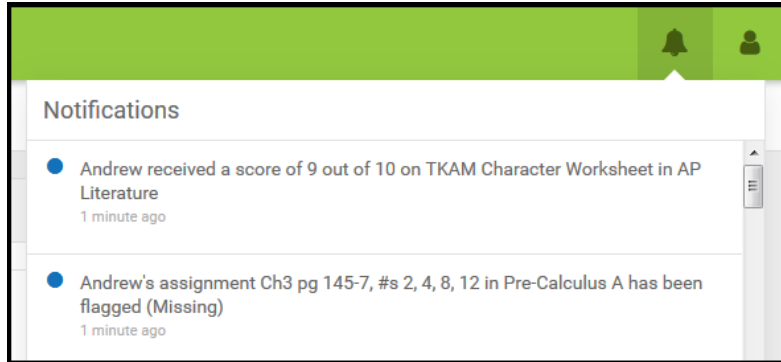 Notifications
Andrew received a score of 9 out of 10 on TKAM Character Worksheet in AP
Literature
1 minute ago
Andrew's assignment Ch3 pg 145-7, #s 2, 4, 8, 12 in Pre-Calculus A has been
flagged (Missing)
1 minute ago